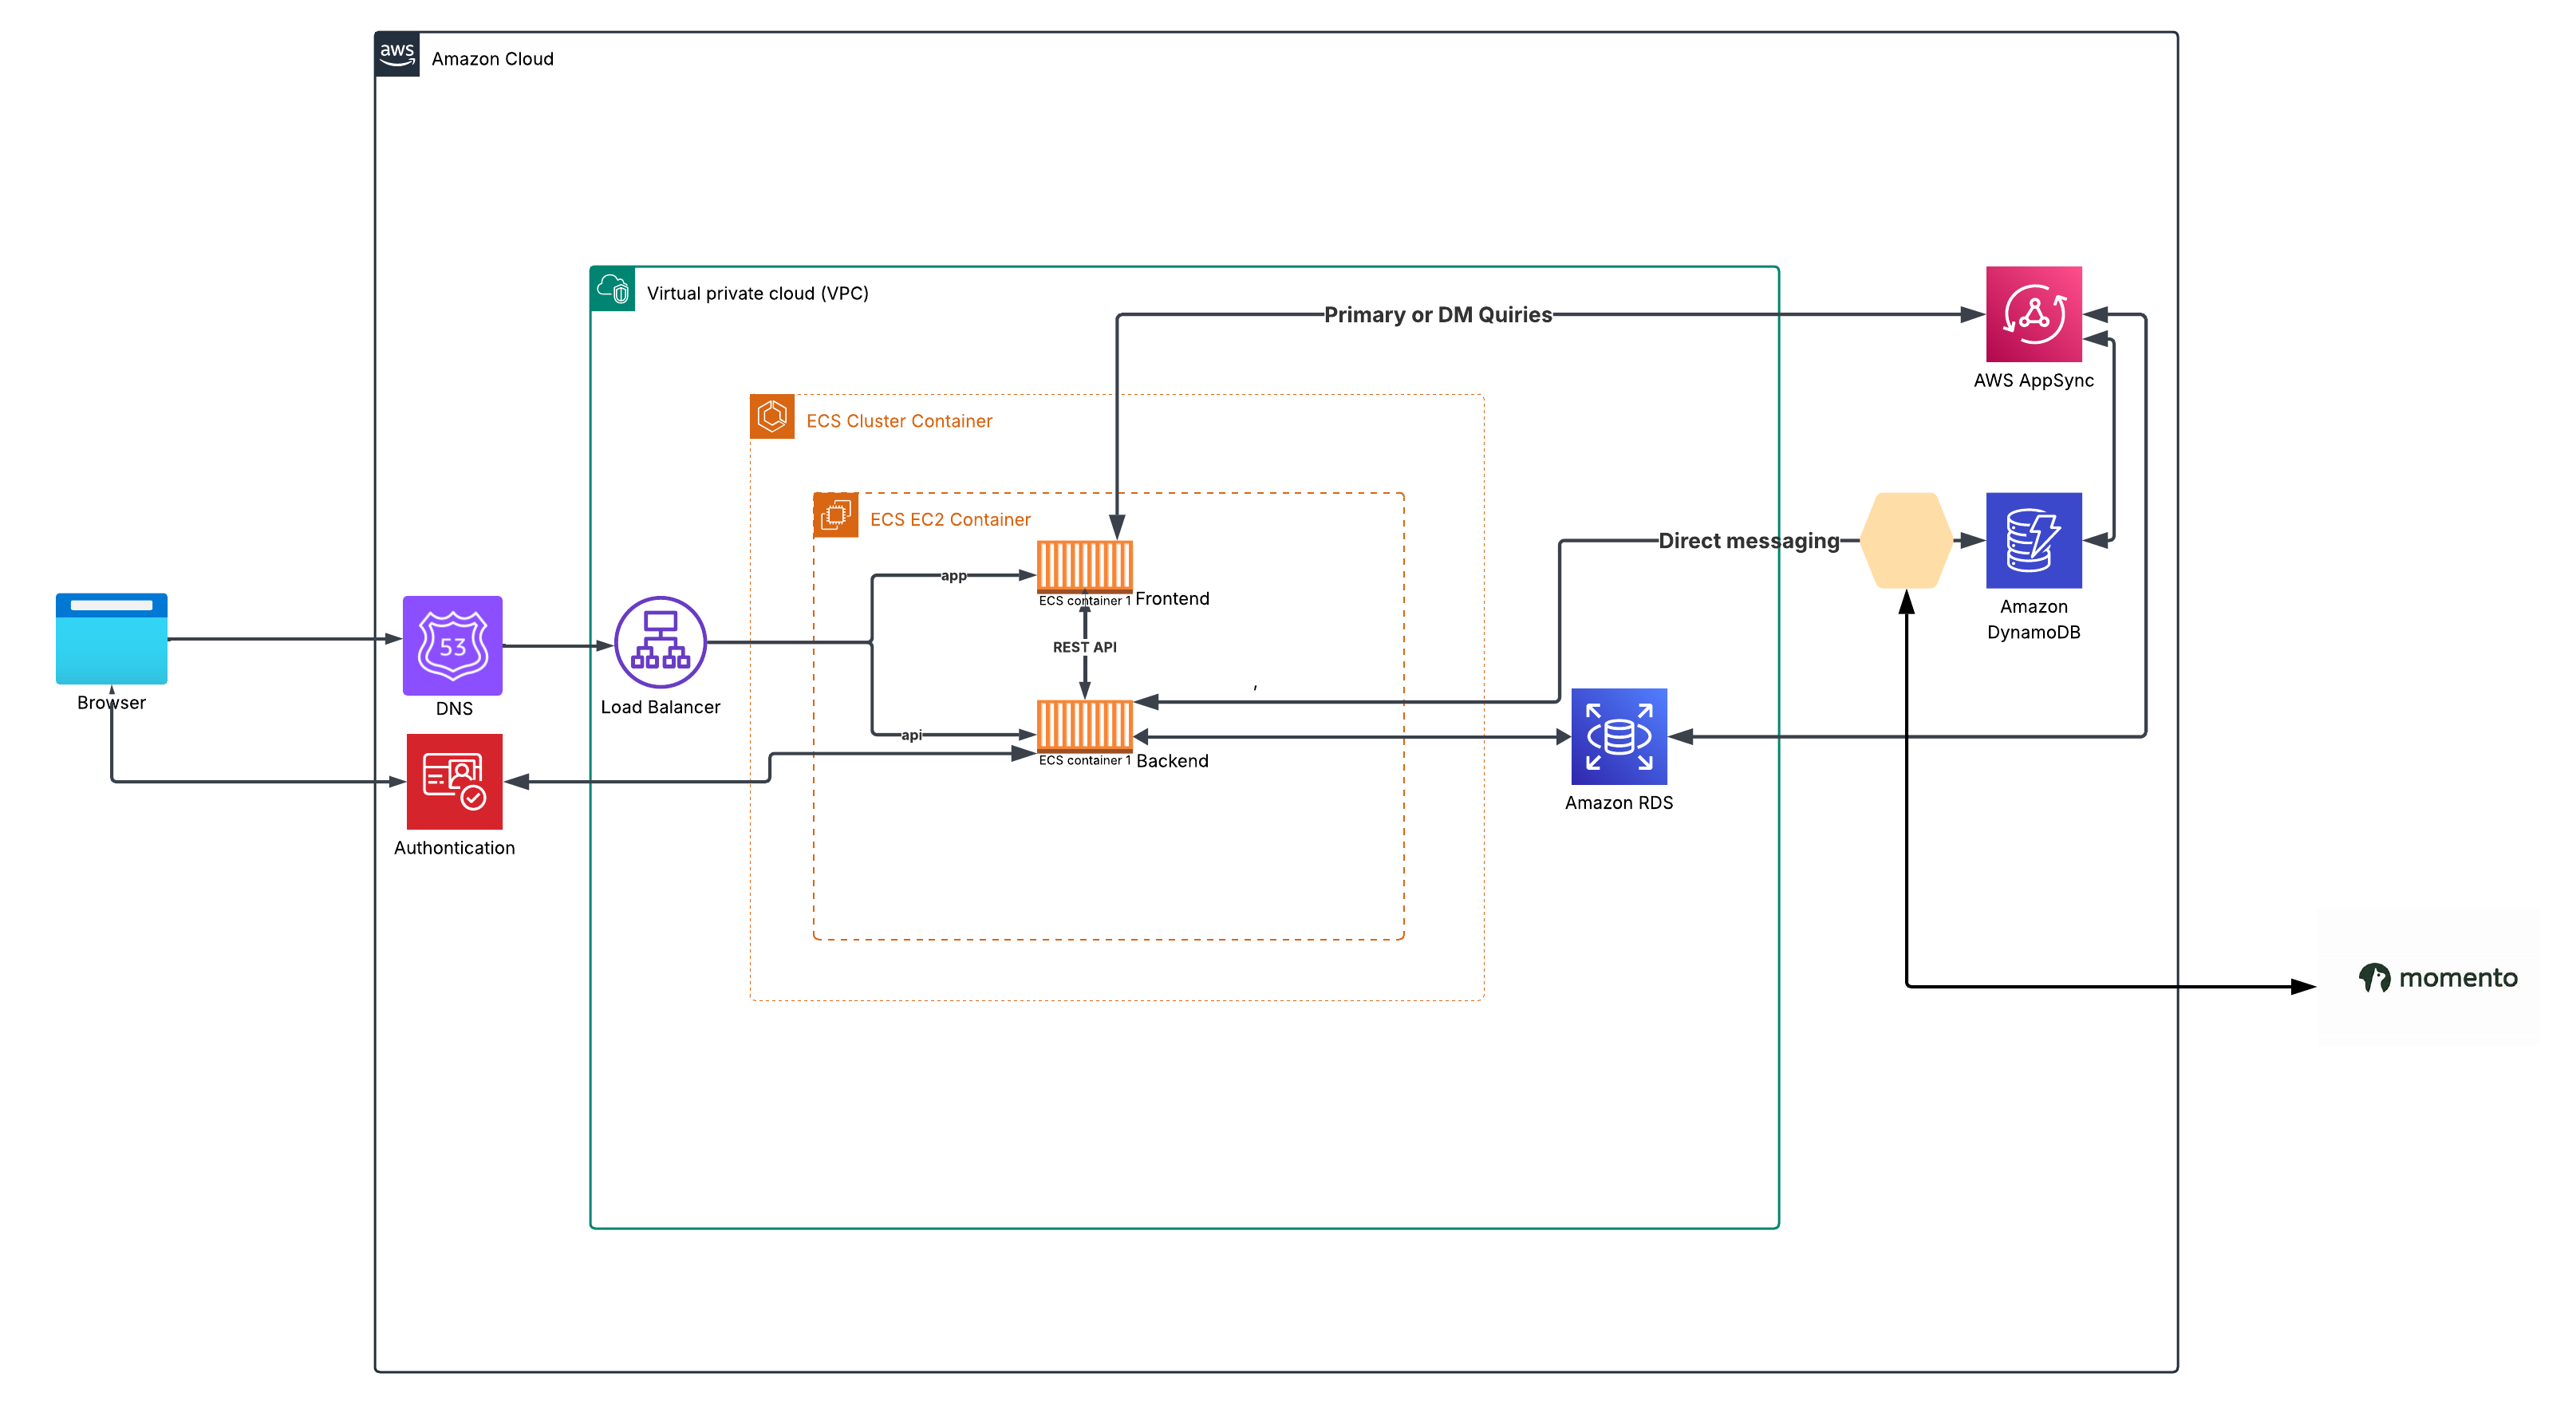 aws
Amazon Cloud
Virtual private cloud (VPC)
Primary or DM Quiries
AWS AppSync
ECS Cluster Container
ECS EC2 Container
Direct messaging
app
ECS container 1
Frontend
Amazon
DynamoDB
53
REST API
,
Browser
DNS
Load Balancer
api
ECS container 1
Backend
Amazon RDS
Authontication
momento